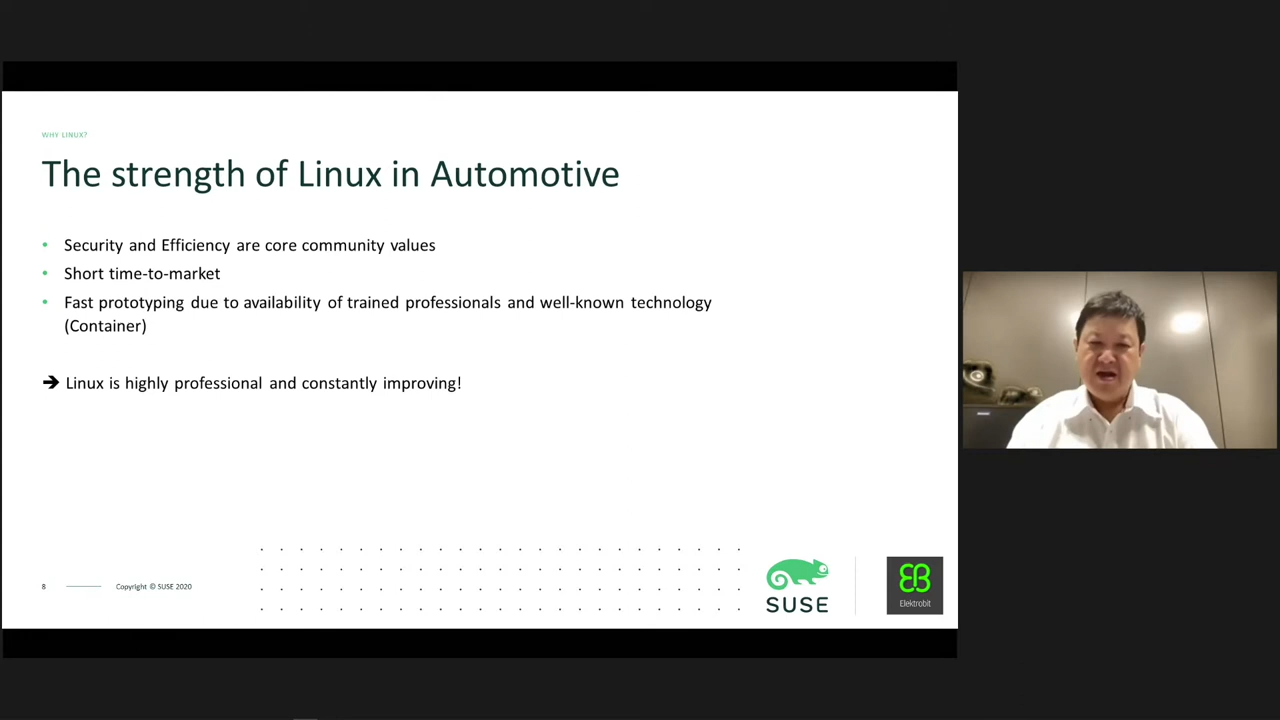 WHY LINUX?
The strength of Linux in Automotive
• Security and Efficiency are core community values
• Short time-to-market
• Fast prototyping due to availability of trained professionals and well-known technology
(Container)
➔ Linux is highly professional and constantly improving!
8
Copyright © SUSE 2020
SUSE
EB
Elektrobit